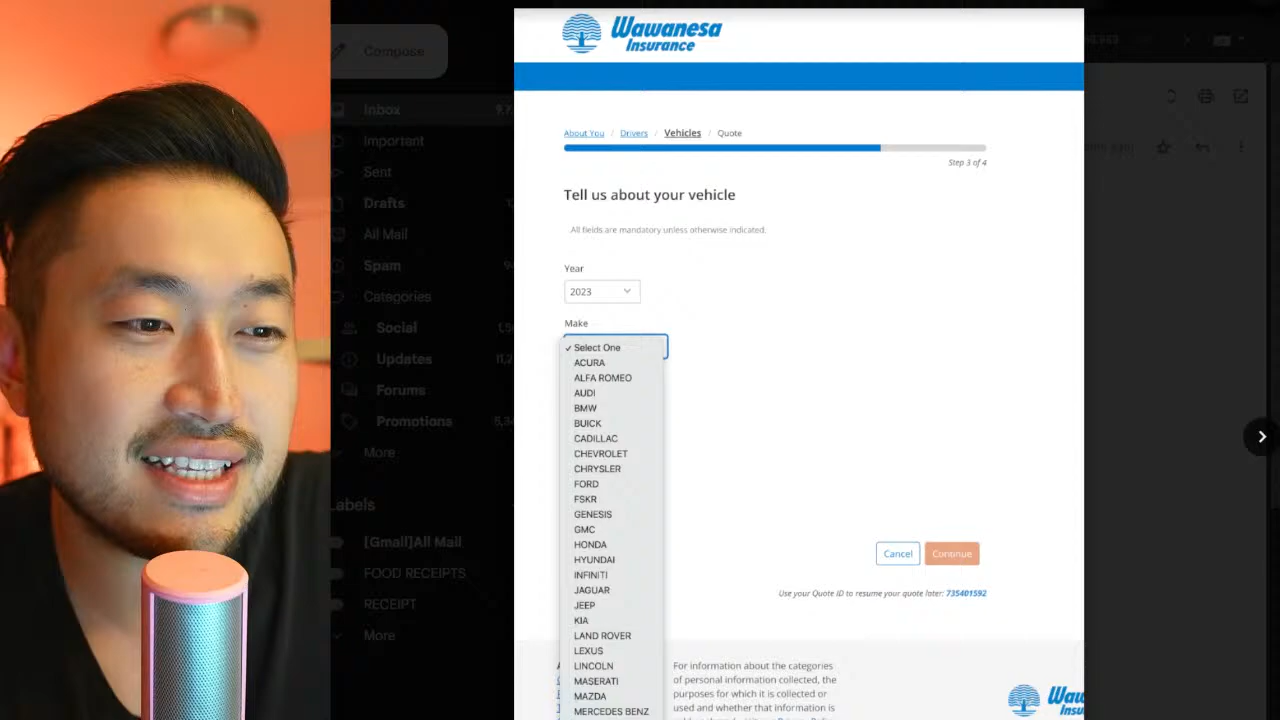 Compose
Inbox
Important
Sent
Drafts
All Mail
Spam
Categories
Social
Updates
Forums
Promotions
More
Labels
[Gmail]All Mail
FOOD RECEIPTS
RECEIPT
More
Wawanesa
Insurance
About You / Drivers / Vehicles / Quote
Step 3 of 4
Tell us about your vehicle
All fields are mandatory unless otherwise indicated.
Year
2023
Make
✓ Select One
ACURA
ALFA ROMEO
AUDI
BMW
BUICK
CADILLAC
CHEVROLET
CHRYSLER
FORD
FSKR
GENESIS
GMC
HONDA
HYUNDAI
INFINITI
JAGUAR
JEEP
KIA
LAND ROVER
LEXUS
LINCOLN
MASERATI
MAZDA
MERCEDES BENZ
Cancel
Continue
Use your Quote ID to resume your quote later: 735401592
For information about the categories
of personal information collected, the
purposes for which it is collected or
used and whether that information is